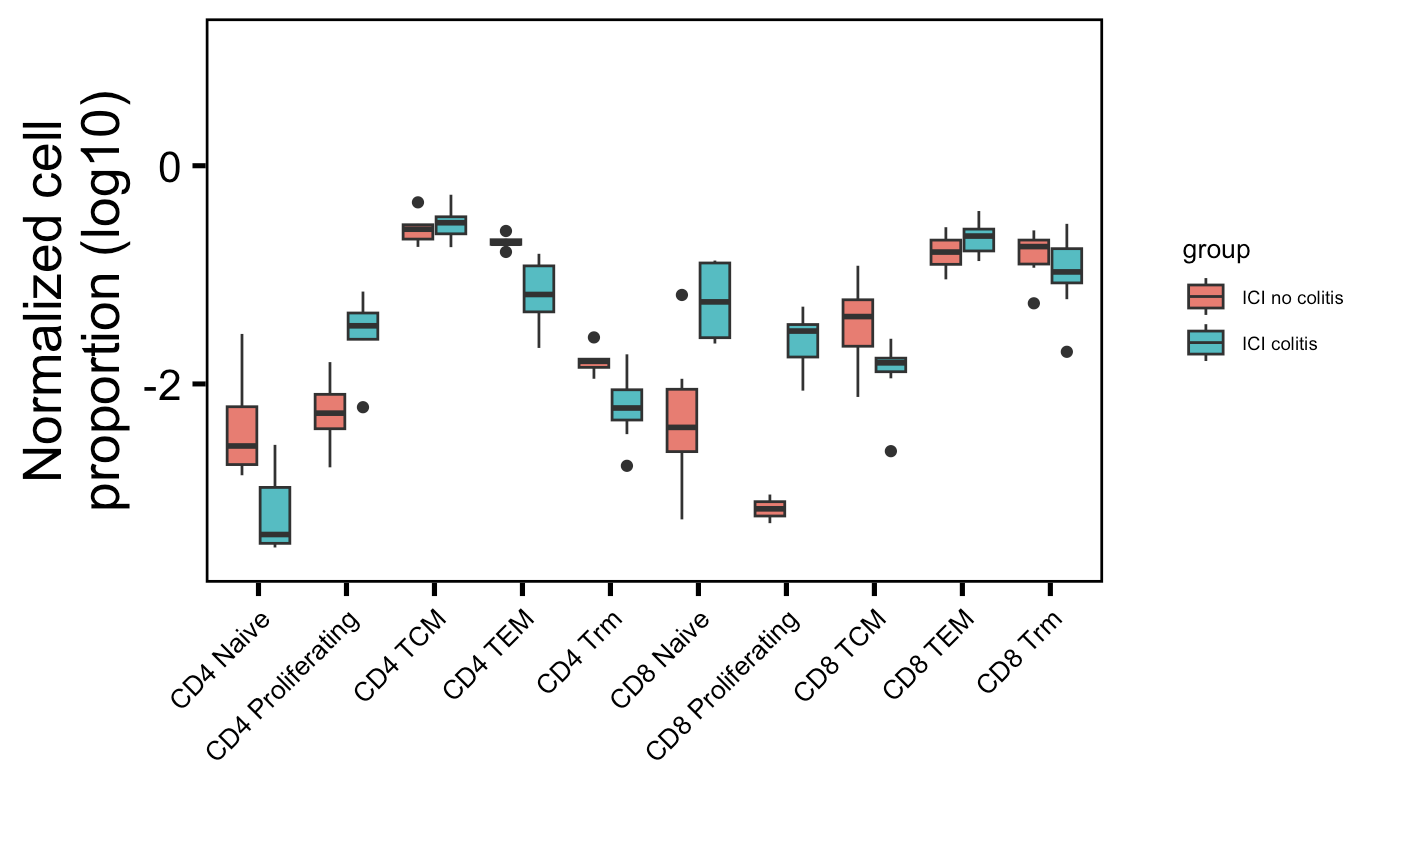 Normalized cell
proportion (log10)
0
-2
CD4 Naive
CD4 Proliferating
CD4 TCM
CD4 TEM
CD4 Trm
CD8 Naive
CD8 Proliferating
CD8 TCM
CD8 TEM
CD8 Trm
group
ICI no colitis
ICI colitis